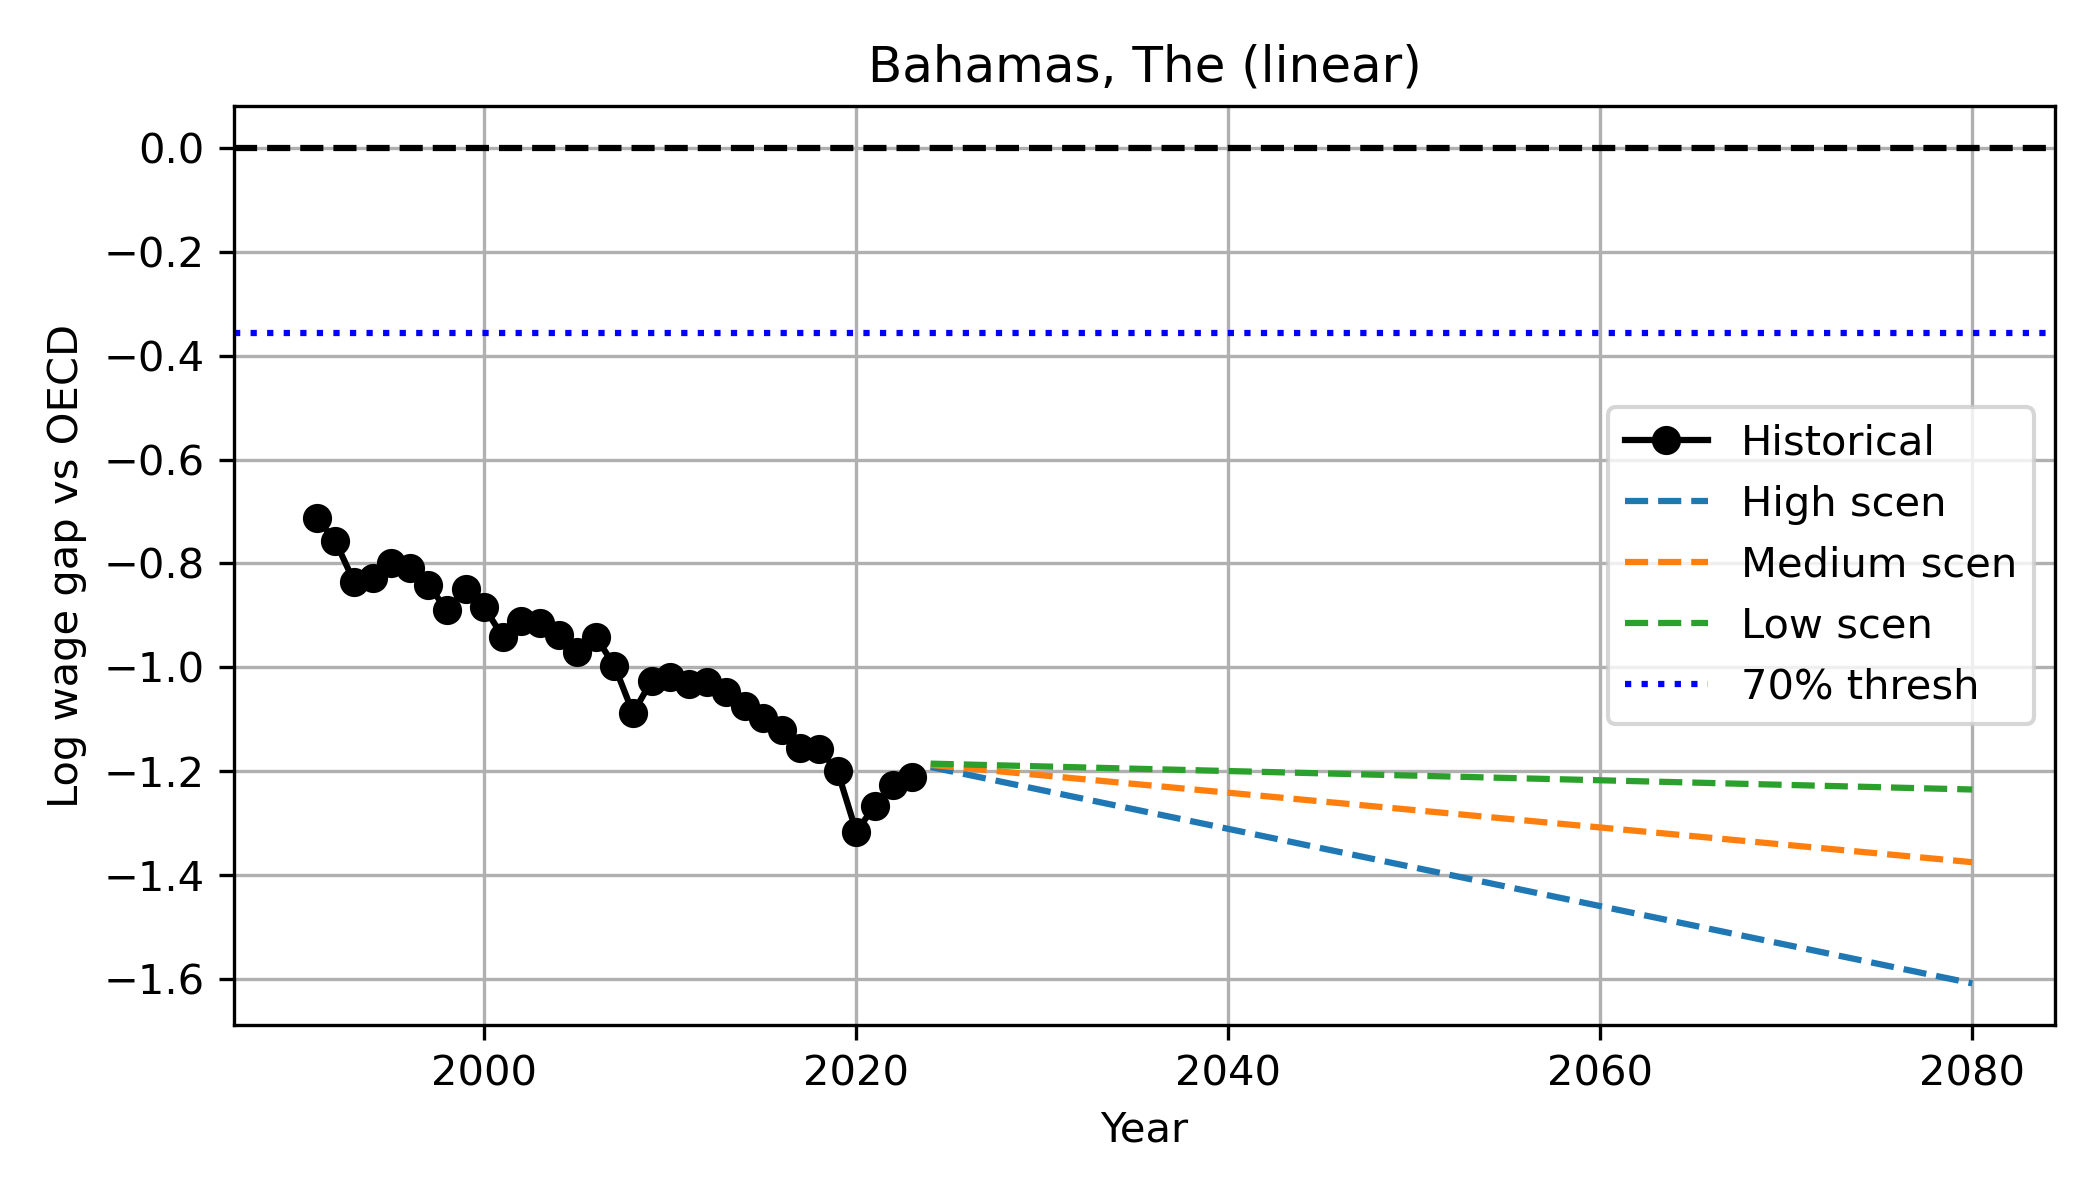 Bahamas, The (linear)
Log wage gap vs OECD
0.0
−0.2
−0.4
−0.6
−0.8
−1.0
−1.2
−1.4
−1.6
Historical
High scen
Medium scen
Low scen
70% thresh
2000 2020 2040 2060 2080
Year